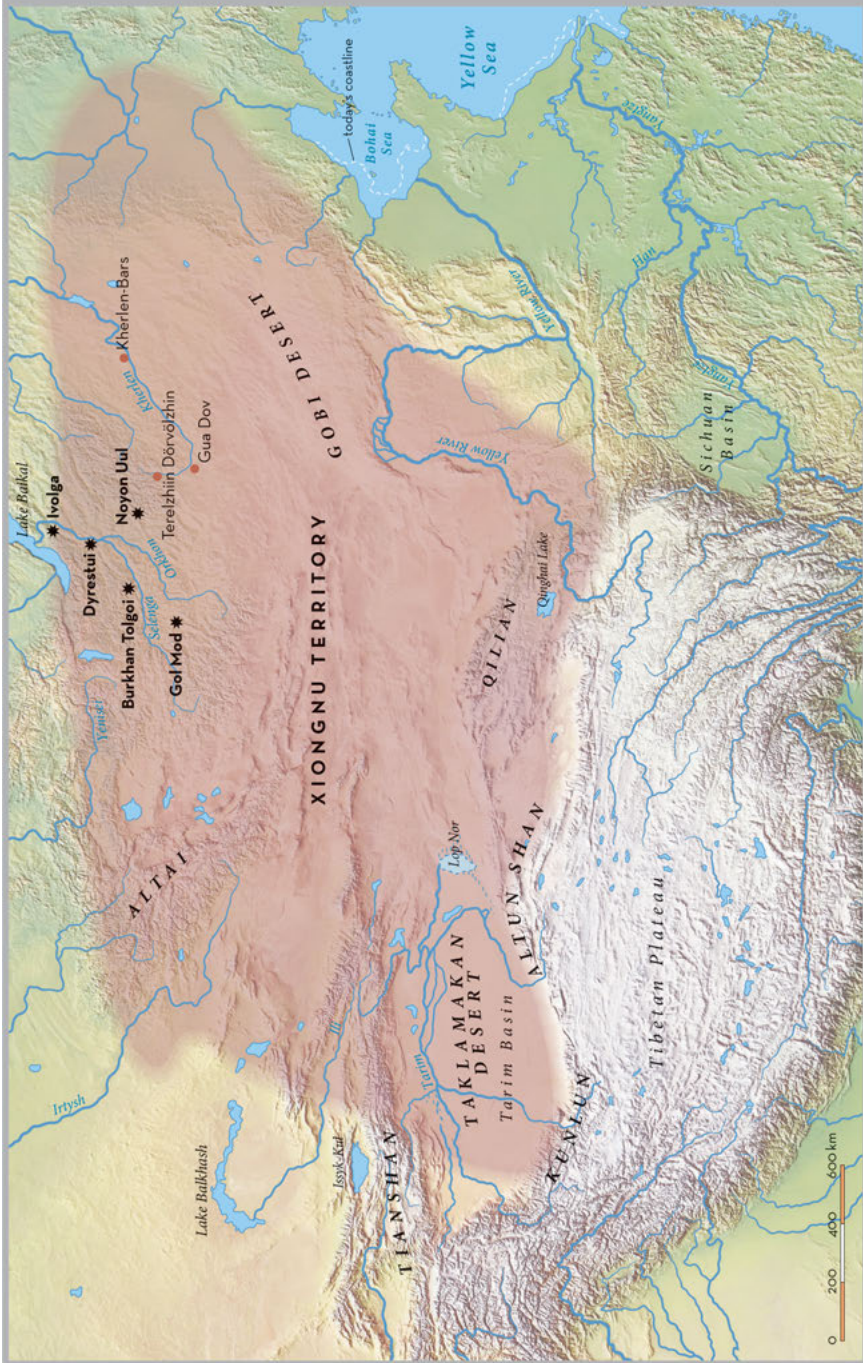 Lake Baikal
Ivolga
Dyrestui
Noyon Uul
Burkhan Tolgoi
Gol Mod
Selenga
Orkhon
Yenisei
Kherlen
Kherlen-Bars
Terelzhiin Dörvölzhin
Gua Dov
ALTAI
Irtysh
XIONGNU TERRITORY
GOBI DESERT
today's coastline
Bohai
Sea
Yellow
Sea
Lake Balkhash
Ili
Issyk-Kul
TIANSHAN
Tarim
TAKLAMAKAN
DESERT
Tarim Basin
Lop Nor
ALTUN SHAN
KUNLUN
QILIAN
Qinghai Lake
Yellow River
Yellow River
Tibetan Plateau
Sichuan
Basin
Han
Yangtze
Yangtze
0 200 400 600 km